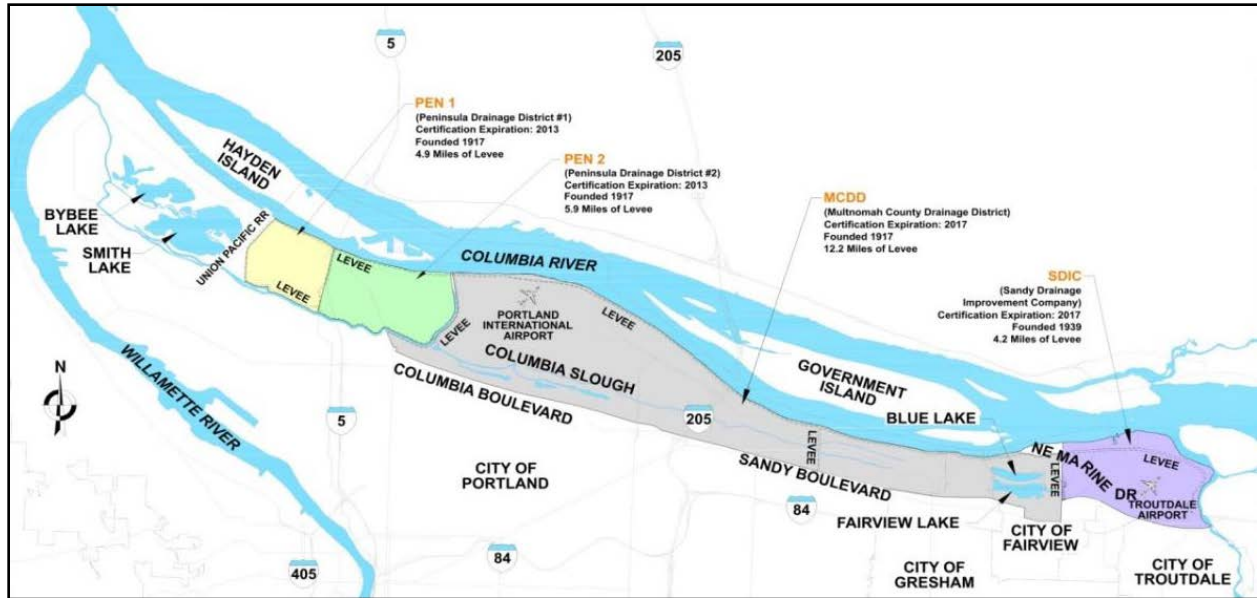 5
205
PEN 1
(Peninsula Drainage District #1)
Certification Expiration: 2013
Founded 1917
4.9 Miles of Levee
PEN 2
(Peninsula Drainage District #2)
Certification Expiration: 2013
Founded 1917
5.9 Miles of Levee
MCDD
(Multnomah County Drainage District)
Certification Expiration: 2017
Founded 1917
12.2 Miles of Levee
SDIC
(Sandy Drainage
Improvement Company)
Certification Expiration: 2017
Founded 1939
4.2 Miles of Levee
HAYDEN
ISLAND
BYBEE
LAKE
SMITH
LAKE
UNION PACIFIC RR
LEVEE
LEVEE
COLUMBIA RIVER
LEVEE
PORTLAND
INTERNATIONAL
AIRPORT
LEVEE
COLUMBIA SLOUGH
COLUMBIA BOULEVARD
GOVERNMENT
ISLAND
BLUE LAKE
205
LEVEE
SANDY BOULEVARD
NE MARINE DR
LEVEE
LEVEE
TROUTDALE
AIRPORT
N
WILLAMETTE RIVER
5
CITY OF
PORTLAND
84
FAIRVIEW LAKE
CITY OF
FAIRVIEW
84
405
CITY OF
GRESHAM
CITY OF
TROUTDALE